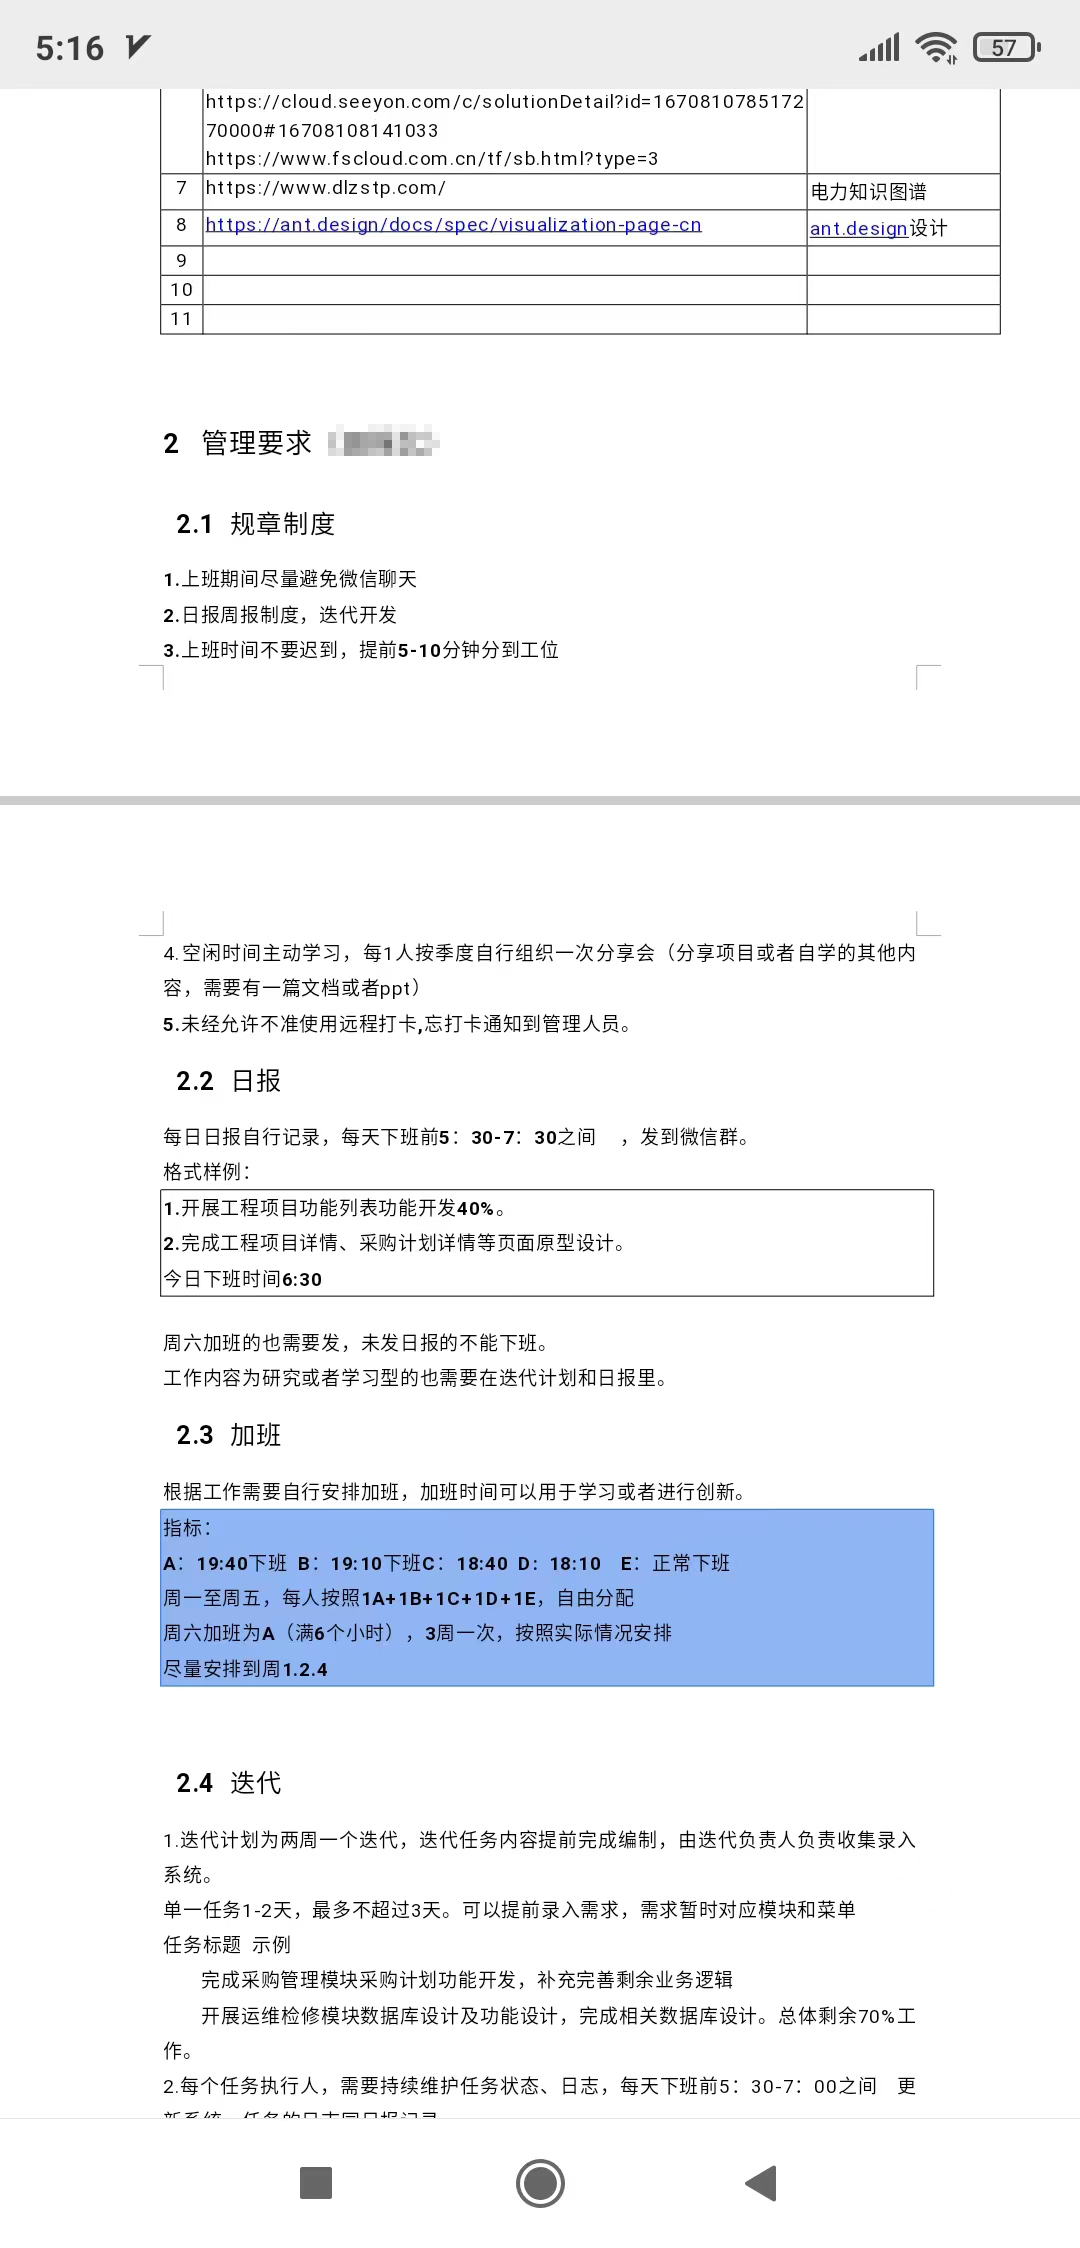 5:16
57
https://cloud.seeyon.com/c/solutionDetail?id=1670810785172
70000#16708108141033
https://www.fscloud.com.cn/tf/sb.html?type=3
7 https://www.dlzstp.com/ 电力知识图谱
8 https://ant.design/docs/spec/visualization-page-cn ant.design设计
9
10
11
2 管理要求
2.1 规章制度
1.上班期间尽量避免微信聊天
2.日报周报制度，迭代开发
3.上班时间不要迟到，提前5-10分钟分到工位
4.空闲时间主动学习，每1人按季度自行组织一次分享会（分享项目或者自学的其他内
容，需要有一篇文档或者ppt）
5.未经允许不准使用远程打卡,忘打卡通知到管理人员。
2.2 日报
每日日报自行记录，每天下班前5：30-7：30之间 ，发到微信群。
格式样例：
1.开展工程项目功能列表功能开发40%。
2.完成工程项目详情、采购计划详情等页面原型设计。
今日下班时间6:30
周六加班的也需要发，未发日报的不能下班。
工作内容为研究或者学习型的也需要在迭代计划和日报里。
2.3 加班
根据工作需要自行安排加班，加班时间可以用于学习或者进行创新。
指标：
A：19:40下班 B：19:10下班C：18:40 D：18:10 E：正常下班
周一至周五，每人按照1A+1B+1C+1D+1E，自由分配
周六加班为A（满6个小时），3周一次，按照实际情况安排
尽量安排到周1.2.4
2.4 迭代
1.迭代计划为两周一个迭代，迭代任务内容提前完成编制，由迭代负责人负责收集录入
系统。
单一任务1-2天，最多不超过3天。可以提前录入需求，需求暂时对应模块和菜单
任务标题 示例
完成采购管理模块采购计划功能开发，补充完善剩余业务逻辑
开展运维检修模块数据库设计及功能设计，完成相关数据库设计。总体剩余70%工
作。
2.每个任务执行人，需要持续维护任务状态、日志，每天下班前5：30-7：00之间 更